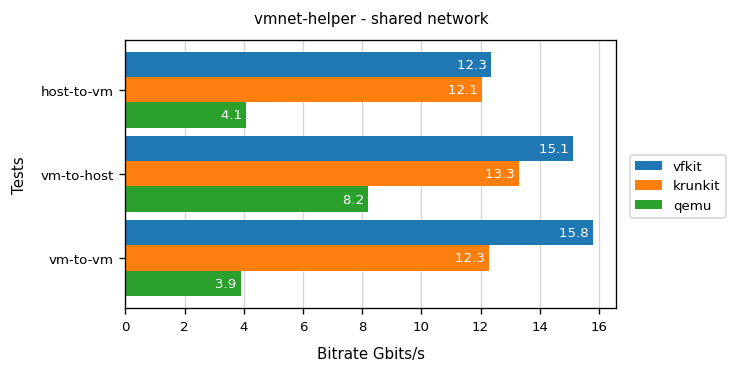 vmnet-helper - shared network
Tests
host-to-vm
12.3
12.1
4.1
vm-to-host
15.1
13.3
8.2
vm-to-vm
15.8
12.3
3.9
0 2 4 6 8 10 12 14 16
Bitrate Gbits/s
vfkit
krunkit
qemu